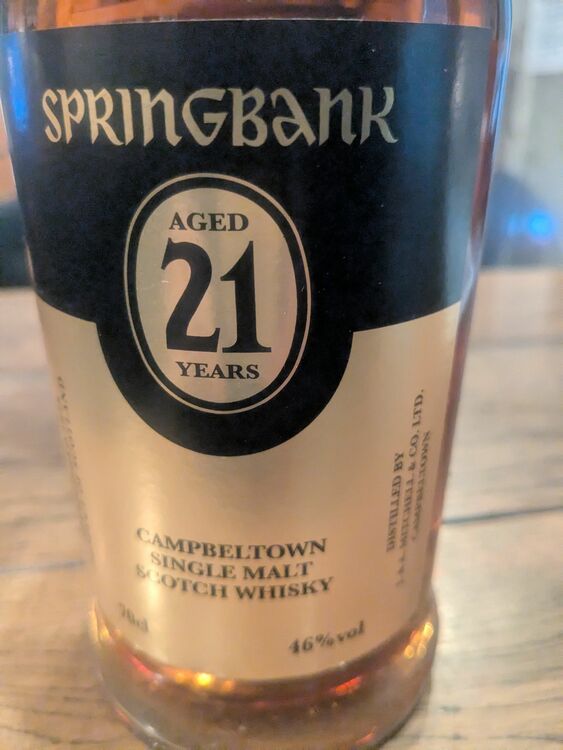 SPRINGBANK
AGED
21
YEARS
CAMPBELTOWN
SINGLE MALT
SCOTCH WHISKY
70cl
46%vol
DISTILLED BY
J. & A. MITCHELL & CO. LTD.
CAMPBELTOWN